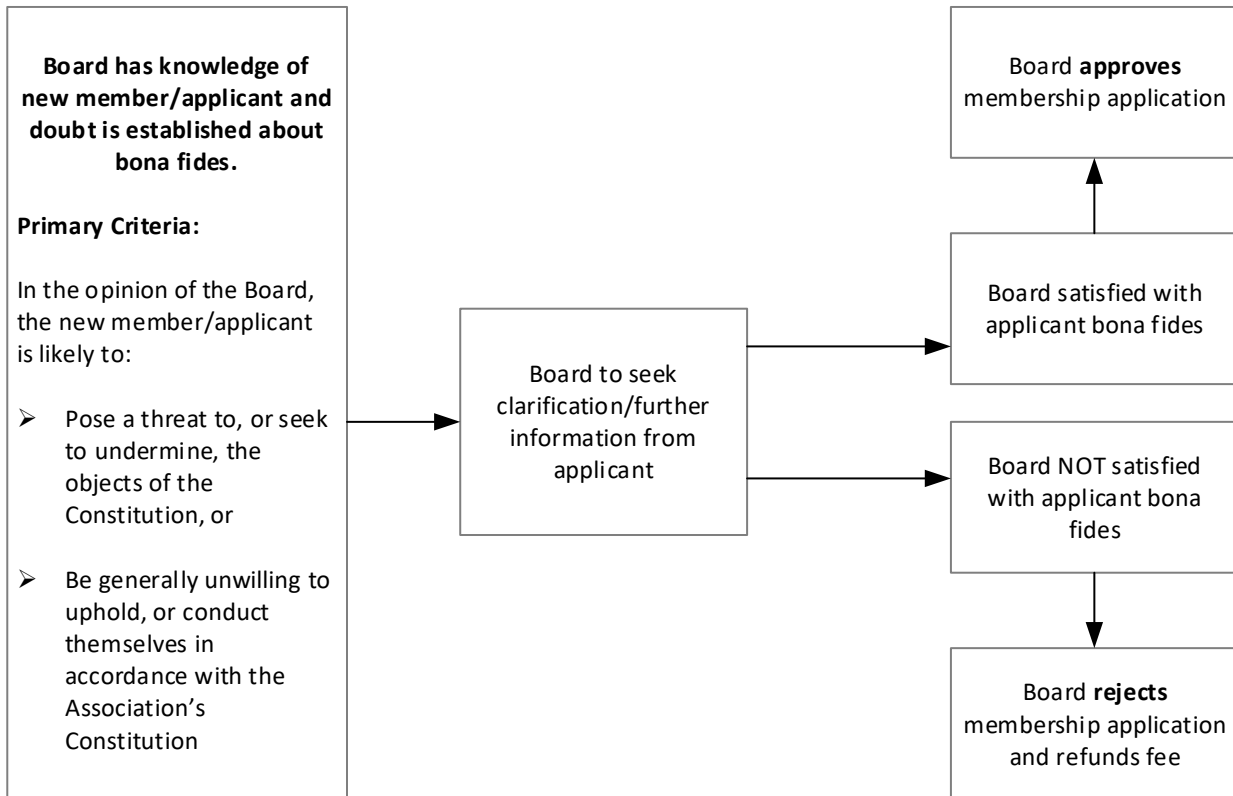 Board has knowledge of
new member/applicant and
doubt is established about
bona fides.
Primary Criteria:
In the opinion of the Board,
the new member/applicant
is likely to:
➢ Pose a threat to, or seek
to undermine, the
objects of the
Constitution, or
➢ Be generally unwilling to
uphold, or conduct
themselves in
accordance with the
Association’s
Constitution
Board to seek
clarification/further
information from
applicant
Board approves
membership application
Board satisfied with
applicant bona fides
Board NOT satisfied
with applicant bona
fides
Board rejects
membership application
and refunds fee